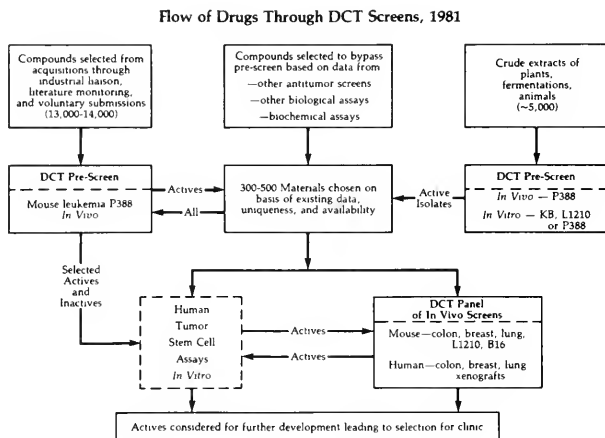 Flow of Drugs Through DCT Screens, 1981
Compounds selected from
acquisitions through
industrial liaison,
literature monitoring,
and voluntary submissions
(13,000-14,000)
Compounds selected to bypass
pre-screen based on data from
—other antitumor screens
—other biological assays
—biochemical assays
Crude extracts of
plants,
fermentations,
animals
(~5,000)
DCT Pre-Screen
Mouse leukemia P388
In Vivo
Actives
All
300-500 Materials chosen on
basis of existing data,
uniqueness, and availability
Active
Isolates
DCT Pre-Screen
In Vivo — P388
In Vitro — KB, L1210
or P388
Selected
Actives
and
Inactives
Human
Tumor
Stem Cell
Assays
In Vitro
Actives
Actives
DCT Panel
of In Vivo Screens
Mouse—colon, breast, lung,
L1210, B16
Human—colon, breast, lung
xenografts
Actives considered for further development leading to selection for clinic